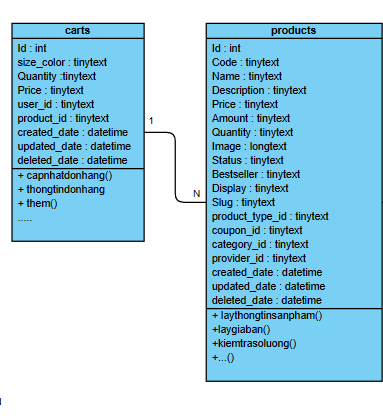 carts
Id : int
size_color : tinytext
Quantity :tinytext
Price : tinytext
user_id : tinytext
product_id : tinytext
created_date : datetime
updated_date : datetime
deleted_date : datetime
+ capnhatdonhang()
+ thongtindonhang
+ them()
.....
1
N
products
Id : int
Code : tinytext
Name : tinytext
Description : tinytext
Price : tinytext
Amount : tinytext
Quantity : tinytext
Image : longtext
Status : tinytext
Bestseller : tinytext
Display : tinytext
Slug : tinytext
product_type_id : tinytext
coupon_id : tinytext
category_id : tinytext
provider_id : tinytext
created_date : datetime
updated_date : datetime
deleted_date : datetime
+ laythongtinsanpham()
+laygiaban()
+kiemtrasoluong()
+...()